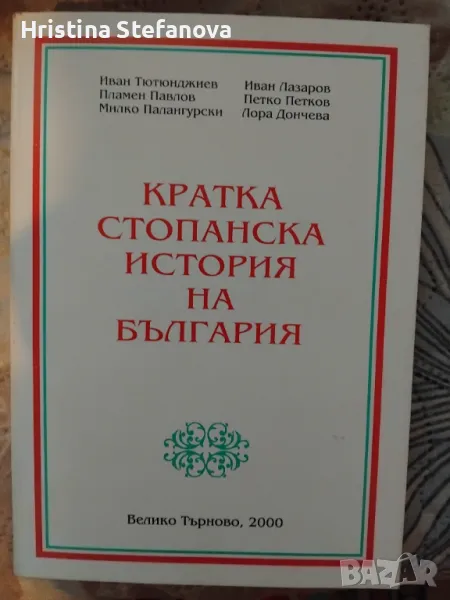 Hristina Stefanova
Иван Тютюнджиев Иван Лазаров
Пламен Павлов Петко Петков
Милко Палангурски Лора Дончева
КРАТКА
СТОПАНСКА
ИСТОРИЯ
НА
БЪЛГАРИЯ
Велико Търново, 2000
BAZAR